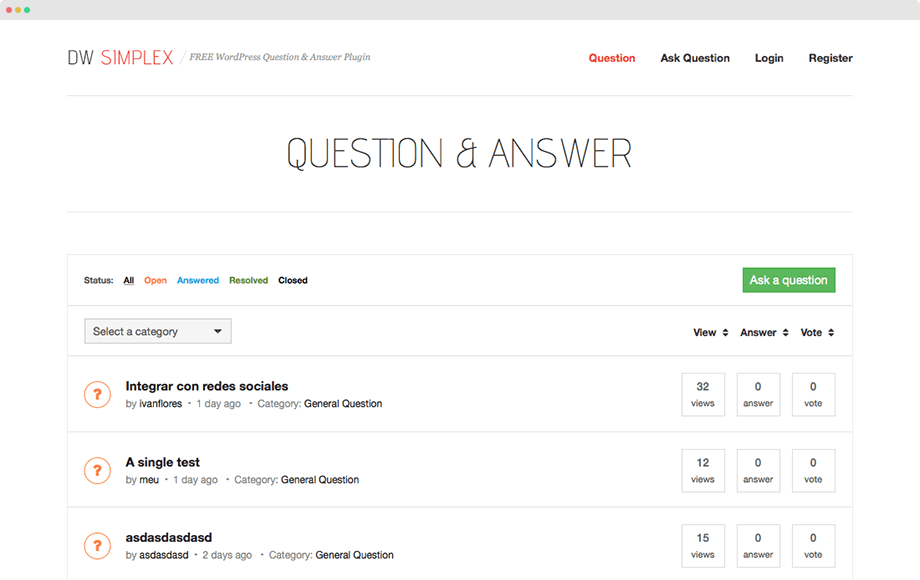 DW SIMPLEX / FREE WordPress Question & Answer Plugin Question Ask Question Login Register
QUESTION & ANSWER
Status: All Open Answered Resolved Closed Ask a question
Select a category View Answer Vote
Integrar con redes sociales 32 0 0
by ivanflores • 1 day ago • Category: General Question views answer vote
A single test 12 0 0
by meu • 1 day ago • Category: General Question views answer vote
asdasdasdasd 15 0 0
by asdasdasd • 2 days ago • Category: General Question views answer vote